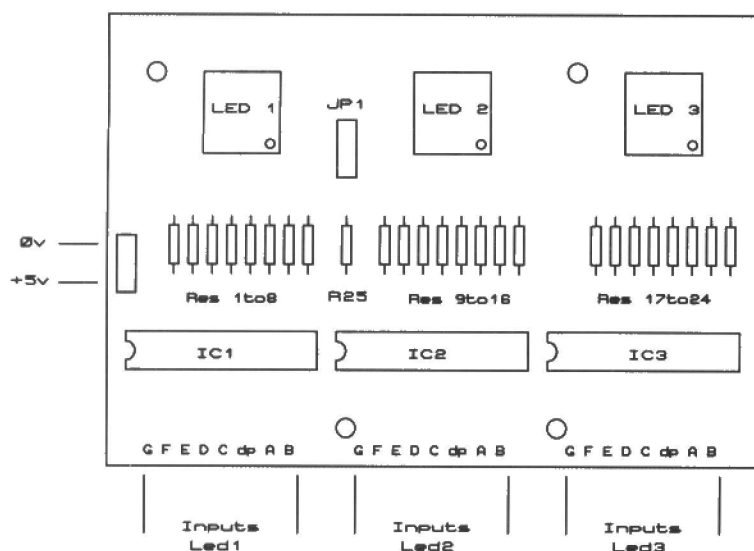 LED 1
JP1
LED 2
LED 3
0v
+5v
Res 1to8
R25
Res 9to16
Res 17to24
IC1
IC2
IC3
G F E D C dp A B
G F E D C dp A B
G F E D C dp A B
Inputs
Led1
Inputs
Led2
Inputs
Led3